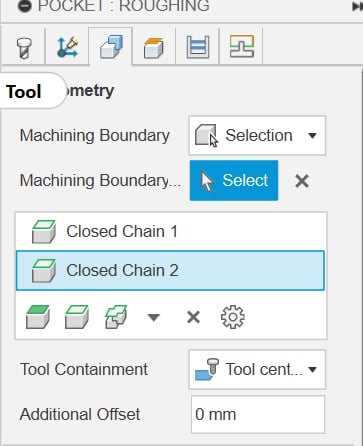 POCKET : ROUGHING
Tool
ometry
Machining Boundary
Selection
Machining Boundary...
Select
Closed Chain 1
Closed Chain 2
Tool Containment
Tool cent...
Additional Offset
0 mm